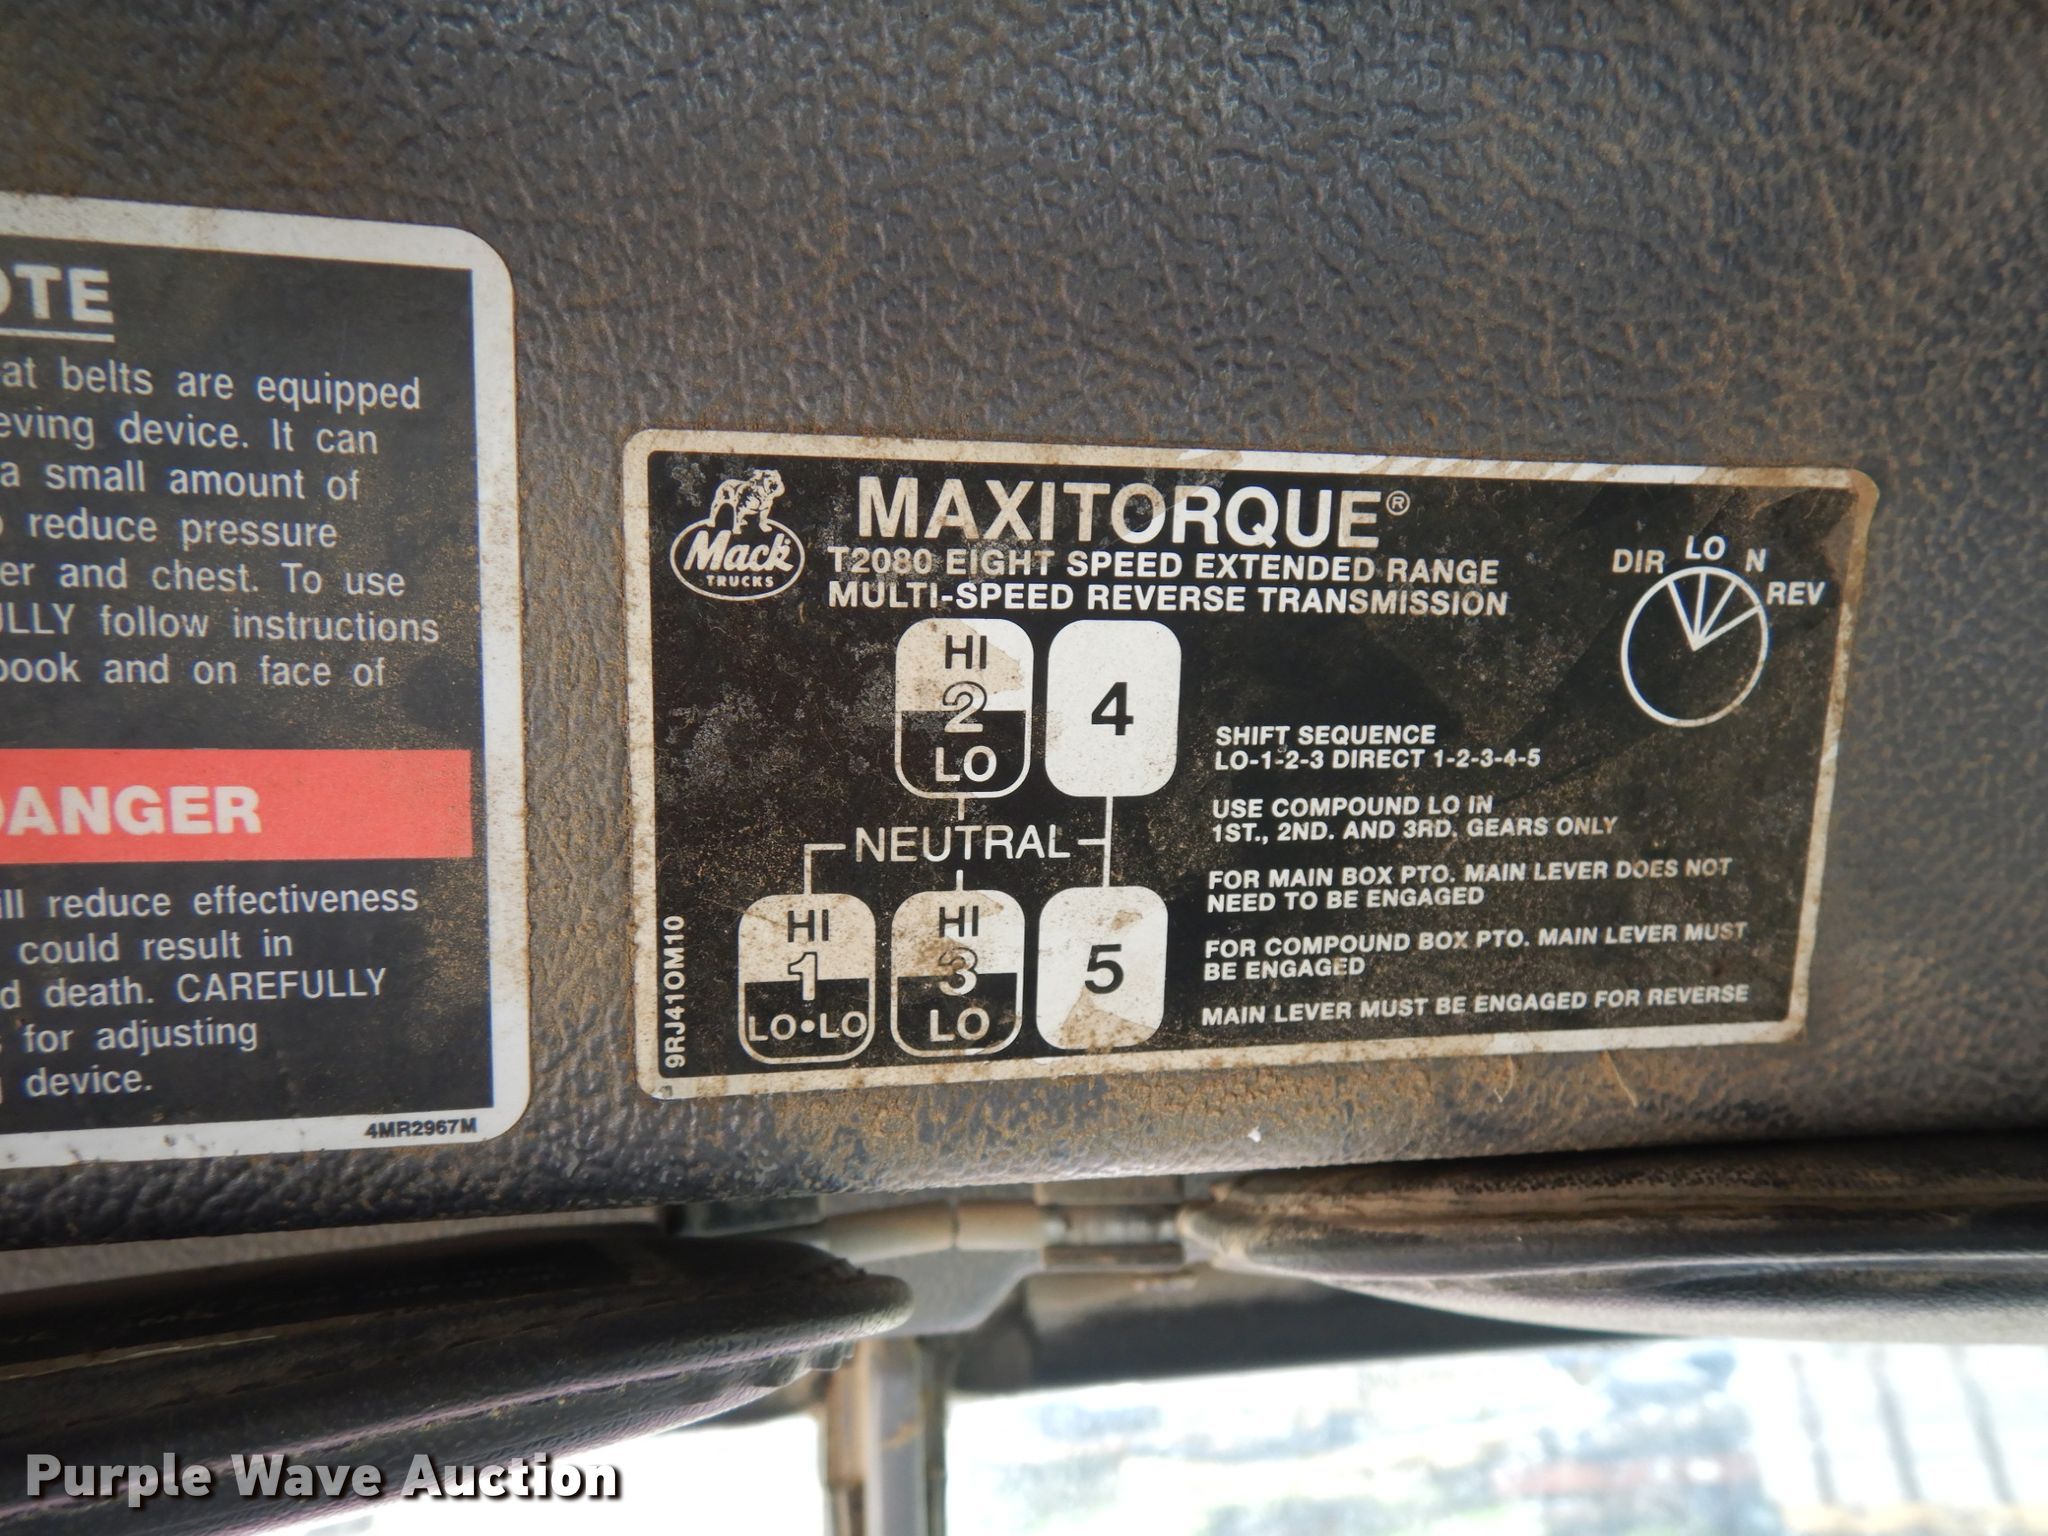 at belts are equipped
device. It can
a small amount of
reduce pressure
and chest. To use
follow instructions
and on face of
DANGER
ill reduce effectiveness
could result in
death. CAREFULLY
for adjusting
device.
4MR2967M
Mack
TRUCKS
MAXITORQUE®
T2080 EIGHT SPEED EXTENDED RANGE
MULTI-SPEED REVERSE TRANSMISSION
DIR LO N REV
HI
2
LO
4
NEUTRAL
HI
1
LO•LO
HI
3
LO
5
SHIFT SEQUENCE
LO-1-2-3 DIRECT 1-2-3-4-5
USE COMPOUND LO IN
1ST., 2ND. AND 3RD. GEARS ONLY
FOR MAIN BOX PTO. MAIN LEVER DOES NOT
NEED TO BE ENGAGED
FOR COMPOUND BOX PTO. MAIN LEVER MUST
BE ENGAGED
MAIN LEVER MUST BE ENGAGED FOR REVERSE
9RJ41OM10
Purple Wave Auction